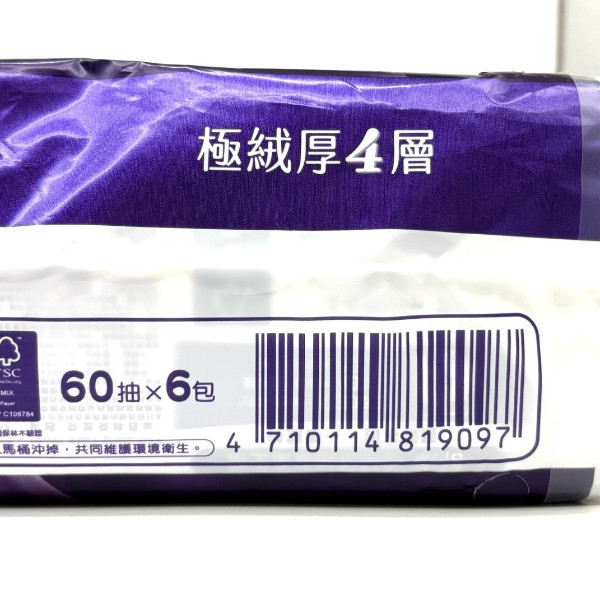 極絨厚4層
FSC
MIX
Paper
C106784
60抽×6包
馬桶沖掉，共同維護環境衛生。
4 710114 819097